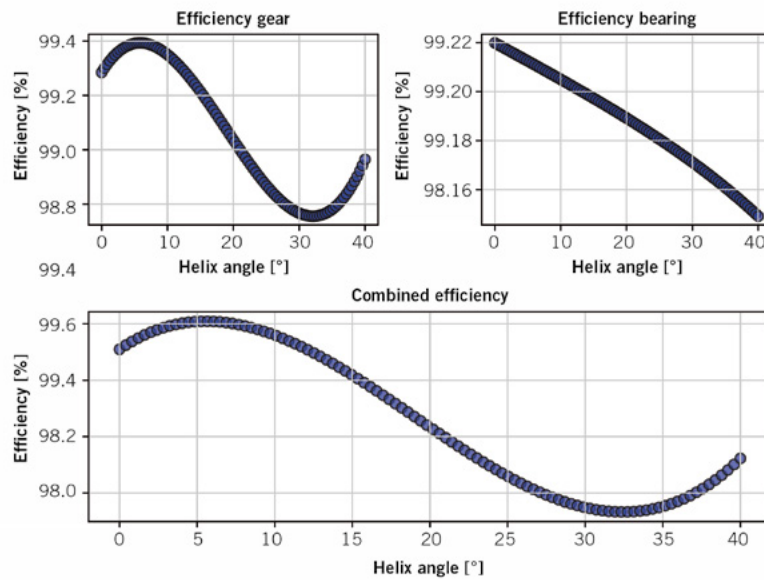 Efficiency gear
Efficiency bearing
99.4
99.2
99.0
98.8
Efficiency [%]
0 10 20 30 40
Helix angle [°]
99.22
99.20
99.18
98.16
Efficiency [%]
0 10 20 30 40
Helix angle [°]
99.4
Combined efficiency
99.6
99.4
98.2
98.0
Efficiency [%]
0 5 10 15 20 25 30 35 40
Helix angle [°]